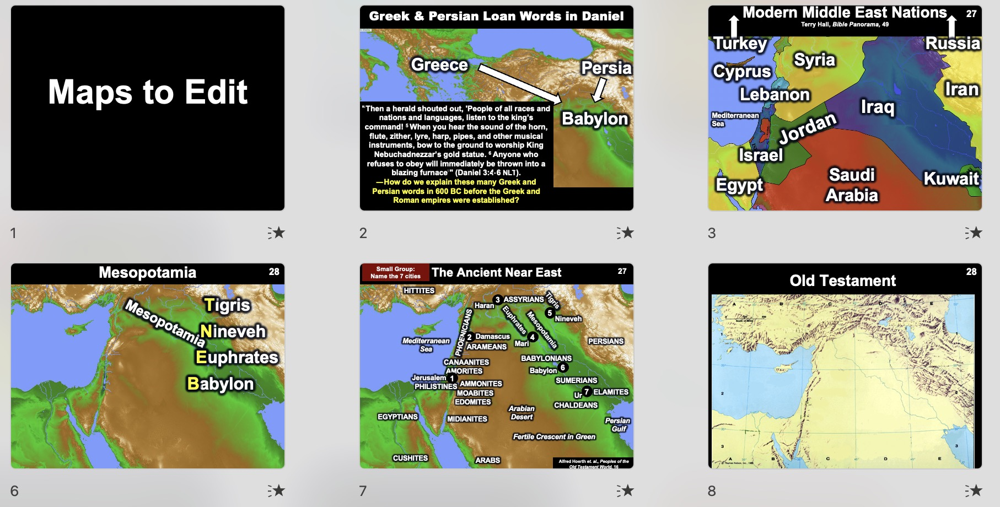 Maps to Edit
1
Greek & Persian Loan Words in Daniel
Greece
Persia
Babylon
"Then a herald shouted out, 'People of all races and
nations and languages, listen to the king's
command! ⁵ When you hear the sound of the horn,
flute, zither, lyre, harp, pipes, and other musical
instruments, bow to the ground to worship King
Nebuchadnezzar's gold statue. ⁶ Anyone who
refuses to obey will immediately be thrown into a
blazing furnace'" (Daniel 3:4-6 NLT).
—How do we explain these many Greek and
Persian words in 600 BC before the Greek and
Roman empires were established?
2
Modern Middle East Nations
27
Terry Hall, Bible Panorama, 49
Turkey
Russia
Syria
Cyprus
Lebanon
Iran
Iraq
Mediterranean
Sea
Jordan
Israel
Egypt
Saudi
Arabia
Kuwait
3
Mesopotamia
28
Mesopotamia
Tigris
Nineveh
Euphrates
Babylon
6
Small Group:
Name the 7 cities
The Ancient Near East
27
HITTITES
Haran
3
ASSYRIANS
Tigris
5
Nineveh
PHOENICIANS
Euphrates
Mesopotamia
2
Damascus
4
Mari
Mediterranean
Sea
ARAMEANS
PERSIANS
CANAANITES
BABYLONIANS
AMORITES
Babylon
6
Jerusalem
1
PHILISTINES
AMMONITES
SUMERIANS
MOABITES
Ur
7
ELAMITES
EDOMITES
CHALDEANS
Arabian
Desert
EGYPTIANS
MIDIANITES
Persian
Gulf
Fertile Crescent in Green
CUSHITES
ARABS
Alfred Hoerth et. al., Peoples of the
Old Testament World, 16
7
Old Testament
28
A
B
C
D
E
Scale of Miles
1
1
2
3
3
A
B
C
D
E
8